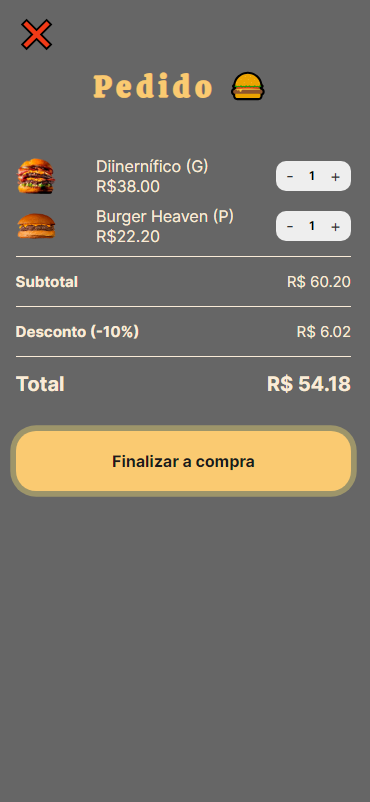 Pedido
Diinernífico (G)
R$38.00
- 1 +
Burger Heaven (P)
R$22.20
- 1 +
Subtotal R$ 60.20
Desconto (-10%) R$ 6.02
Total R$ 54.18
Finalizar a compra